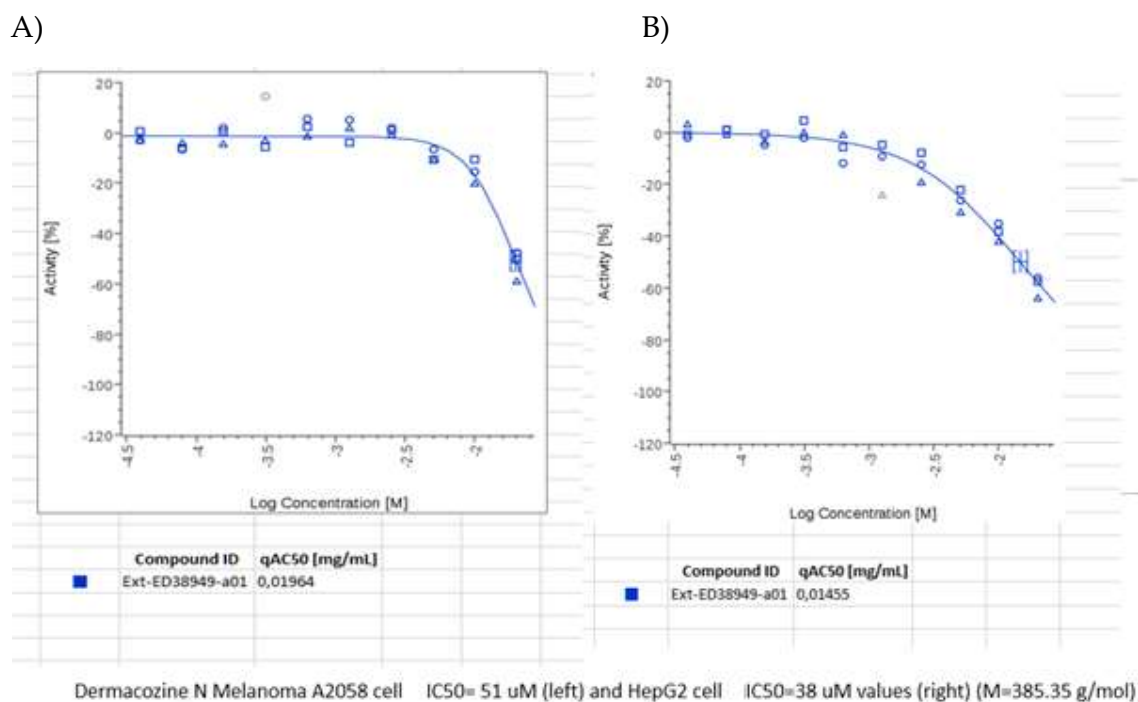 A)
B)
20
0
-20
-40
-60
-80
-100
-120
Activity [%]
-4.5
-4
-3.5
-3
-2.5
-2
Log Concentration [M]
Compound ID qAC50 [mg/mL]
Ext-ED38949-a01 0,01964
20
0
-20
-40
-60
-80
-100
-120
Activity [%]
-4.5
-4
-3.5
-3
-2.5
-2
Log Concentration [M]
Compound ID qAC50 [mg/mL]
Ext-ED38949-a01 0,01455
Dermacozine N Melanoma A2058 cell IC50= 51 uM (left) and HepG2 cell IC50=38 uM values (right) (M=385.35 g/mol)